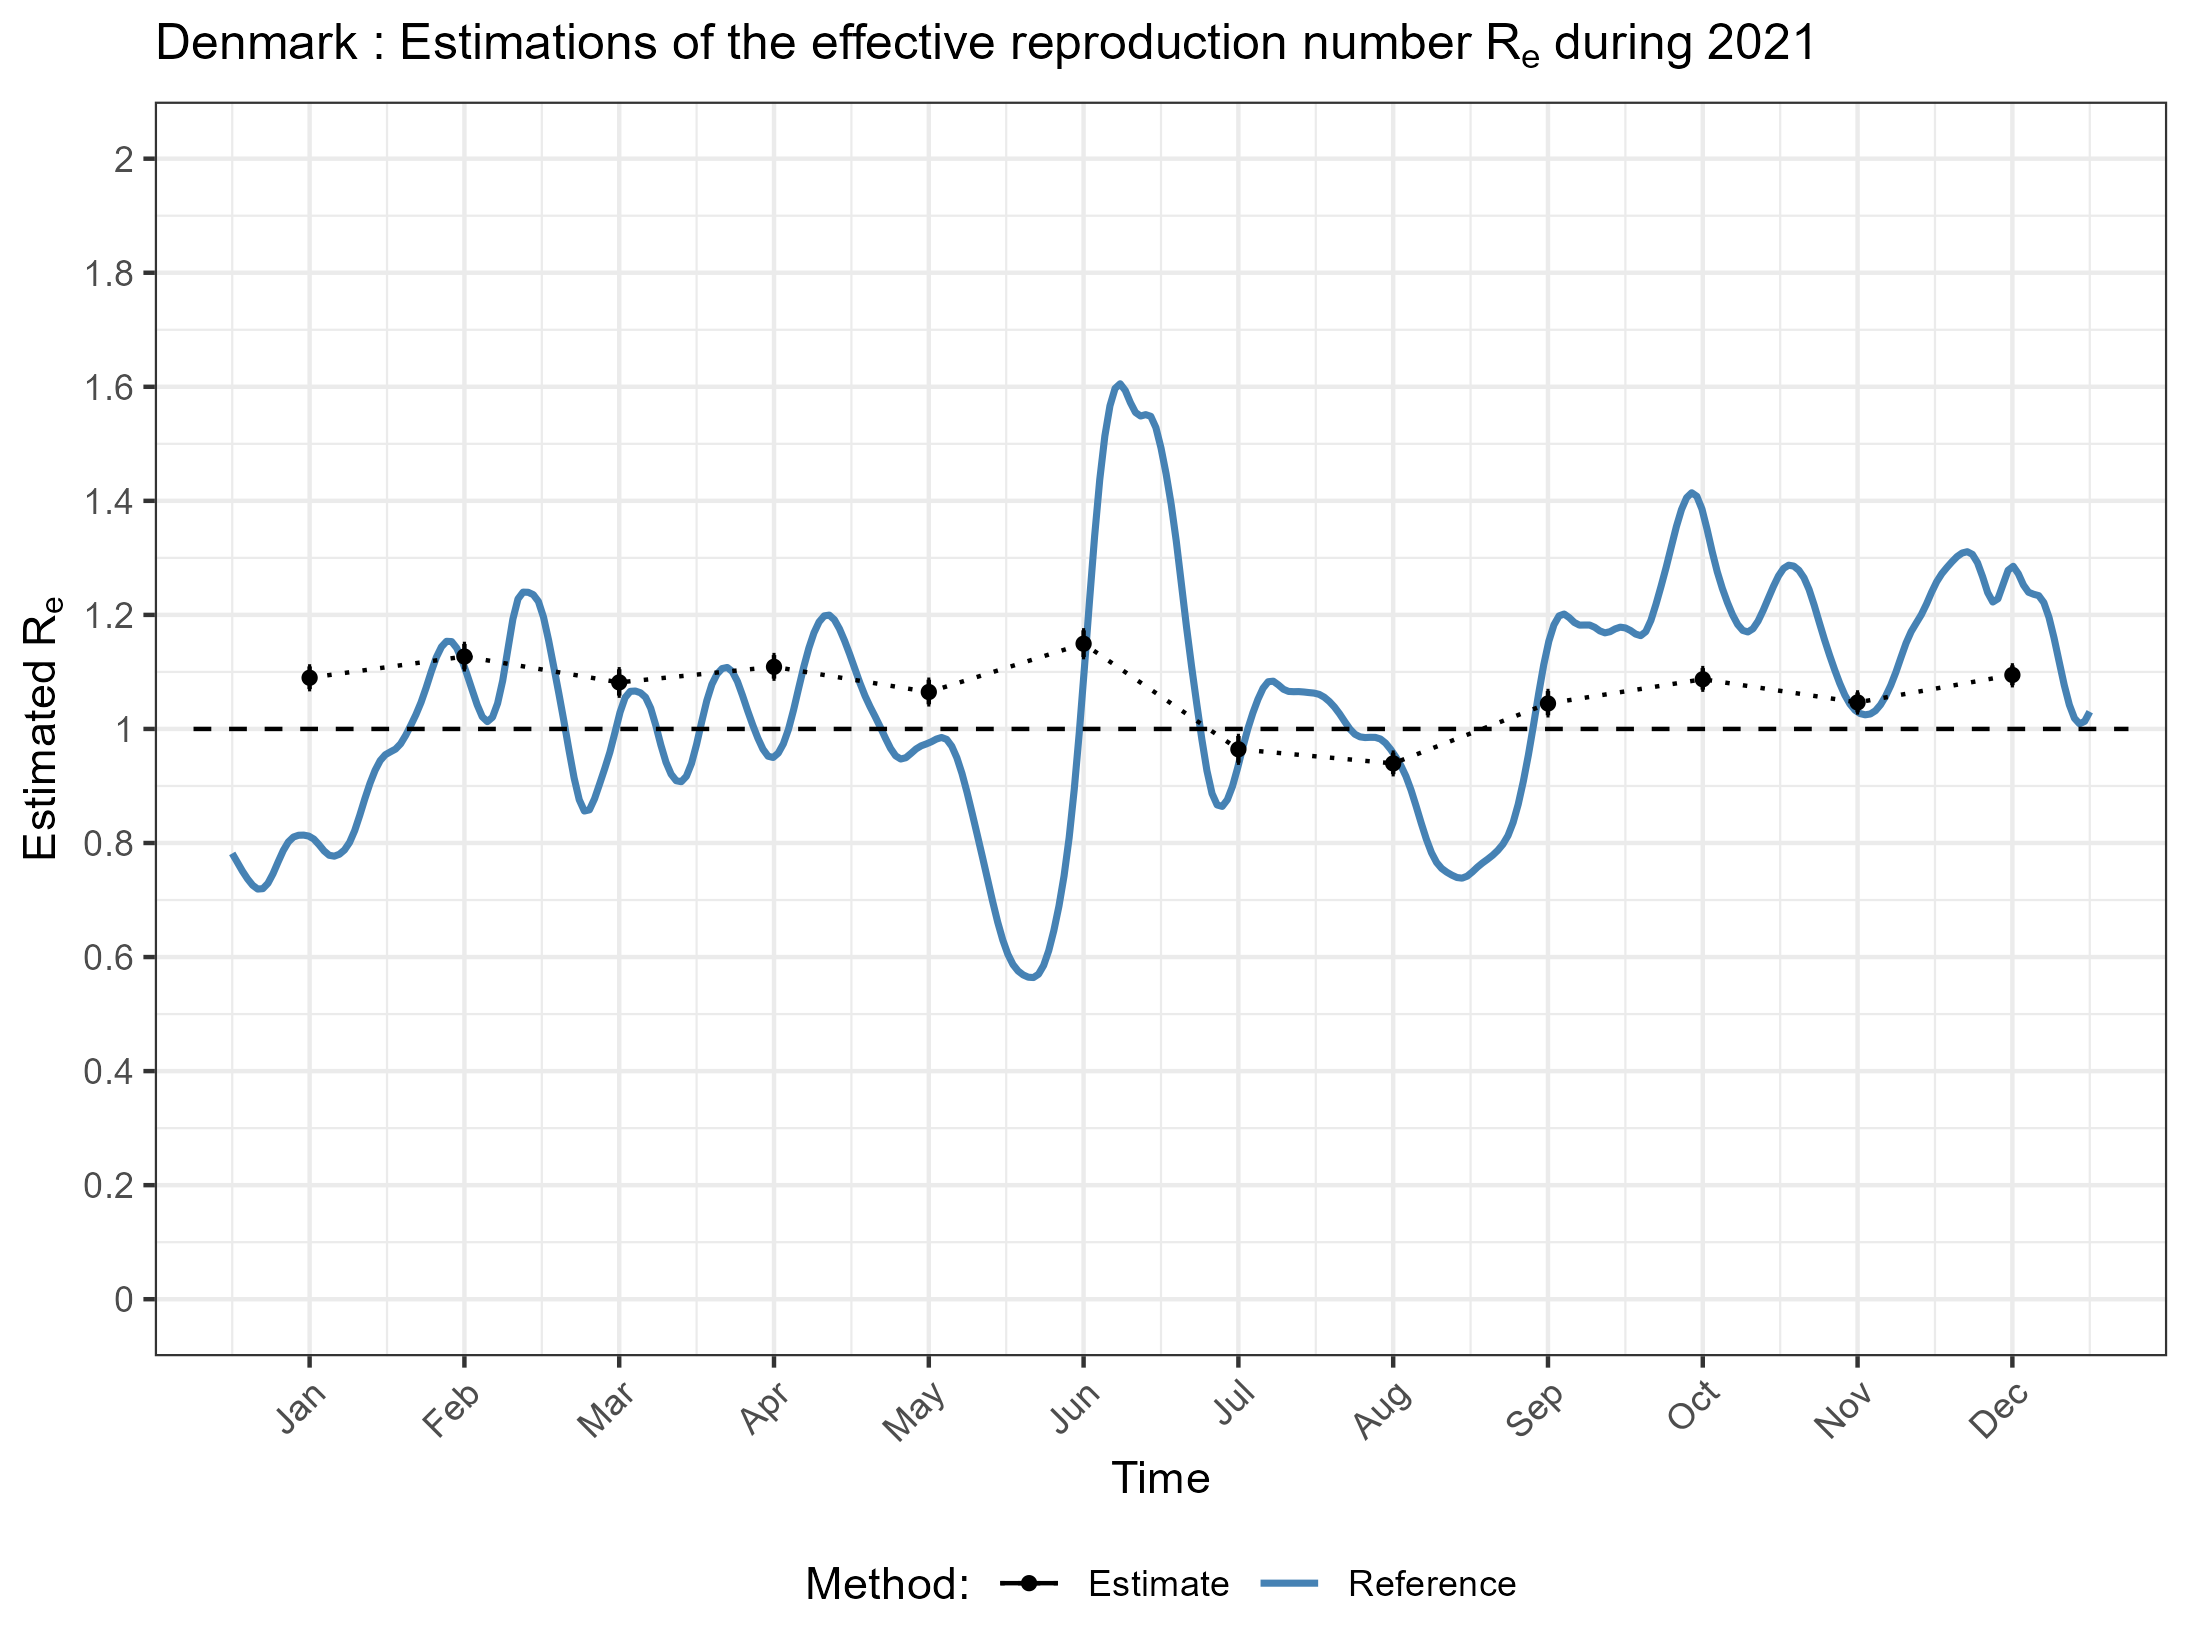 Denmark : Estimations of the effective reproduction number Re during 2021
Estimated Re
2
1.8
1.6
1.4
1.2
1
0.8
0.6
0.4
0.2
0
Jan Feb Mar Apr May Jun Jul Aug Sep Oct Nov Dec
Time
Method: Estimate Reference